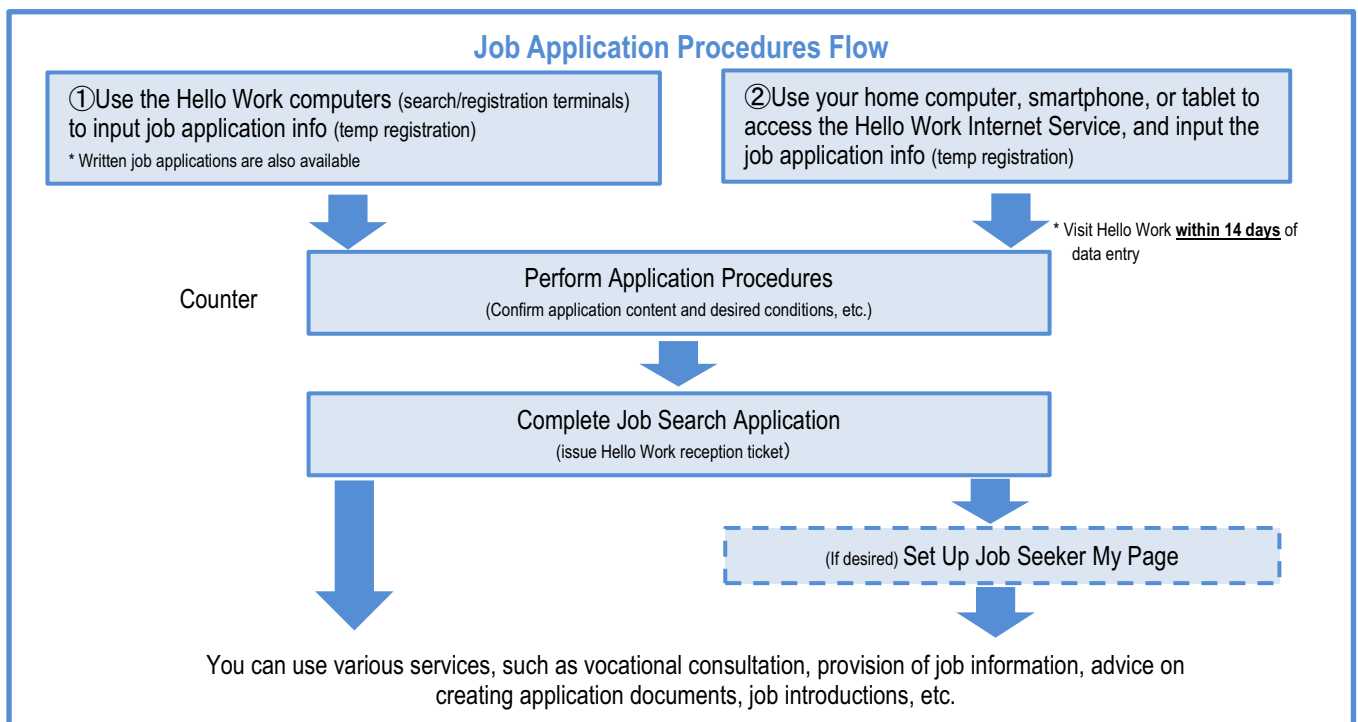 Job Application Procedures Flow
①Use the Hello Work computers (search/registration terminals)
to input job application info (temp registration)
* Written job applications are also available
②Use your home computer, smartphone, or tablet to
access the Hello Work Internet Service, and input the
job application info (temp registration)
* Visit Hello Work within 14 days of
data entry
Counter
Perform Application Procedures
(Confirm application content and desired conditions, etc.)
Complete Job Search Application
(issue Hello Work reception ticket)
(If desired) Set Up Job Seeker My Page
You can use various services, such as vocational consultation, provision of job information, advice on
creating application documents, job introductions, etc.